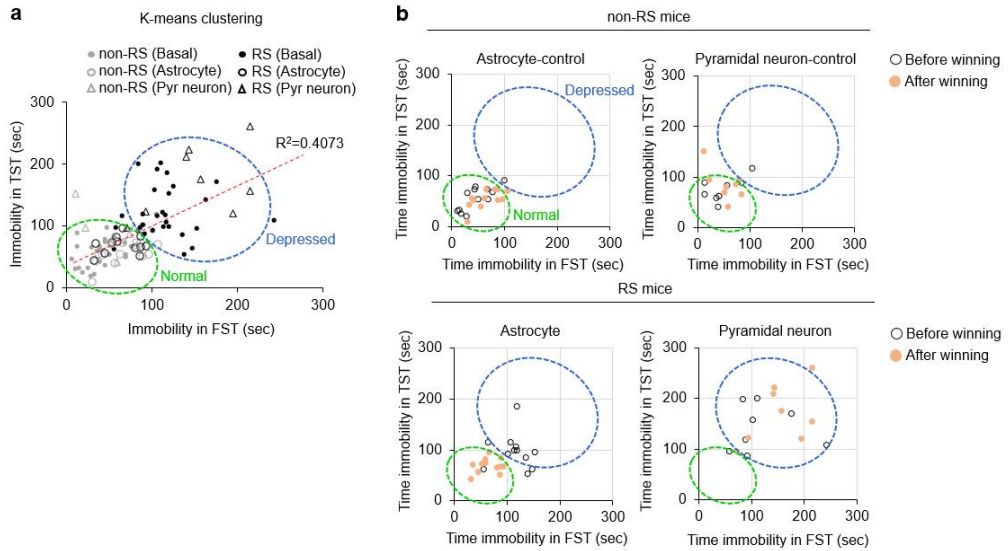 a
K-means clustering
non-RS (Basal)
RS (Basal)
non-RS (Astrocyte)
RS (Astrocyte)
non-RS (Pyr neuron)
RS (Pyr neuron)
300
200
100
0
Immobility in TST (sec)
R²=0.4073
Depressed
Normal
0 100 200 300
Immobility in FST (sec)
b
non-RS mice
Astrocyte-control
300
200
100
0
Time immobility in TST (sec)
Depressed
Normal
0 100 200 300
Time immobility in FST (sec)
Pyramidal neuron-control
300
200
100
0
Time immobility in TST (sec)
0 100 200 300
Time immobility in FST (sec)
Before winning
After winning
RS mice
Astrocyte
300
200
100
0
Time immobility in TST (sec)
0 100 200 300
Time immobility in FST (sec)
Pyramidal neuron
300
200
100
0
Time immobility in TST (sec)
0 100 200 300
Time immobility in FST (sec)
Before winning
After winning